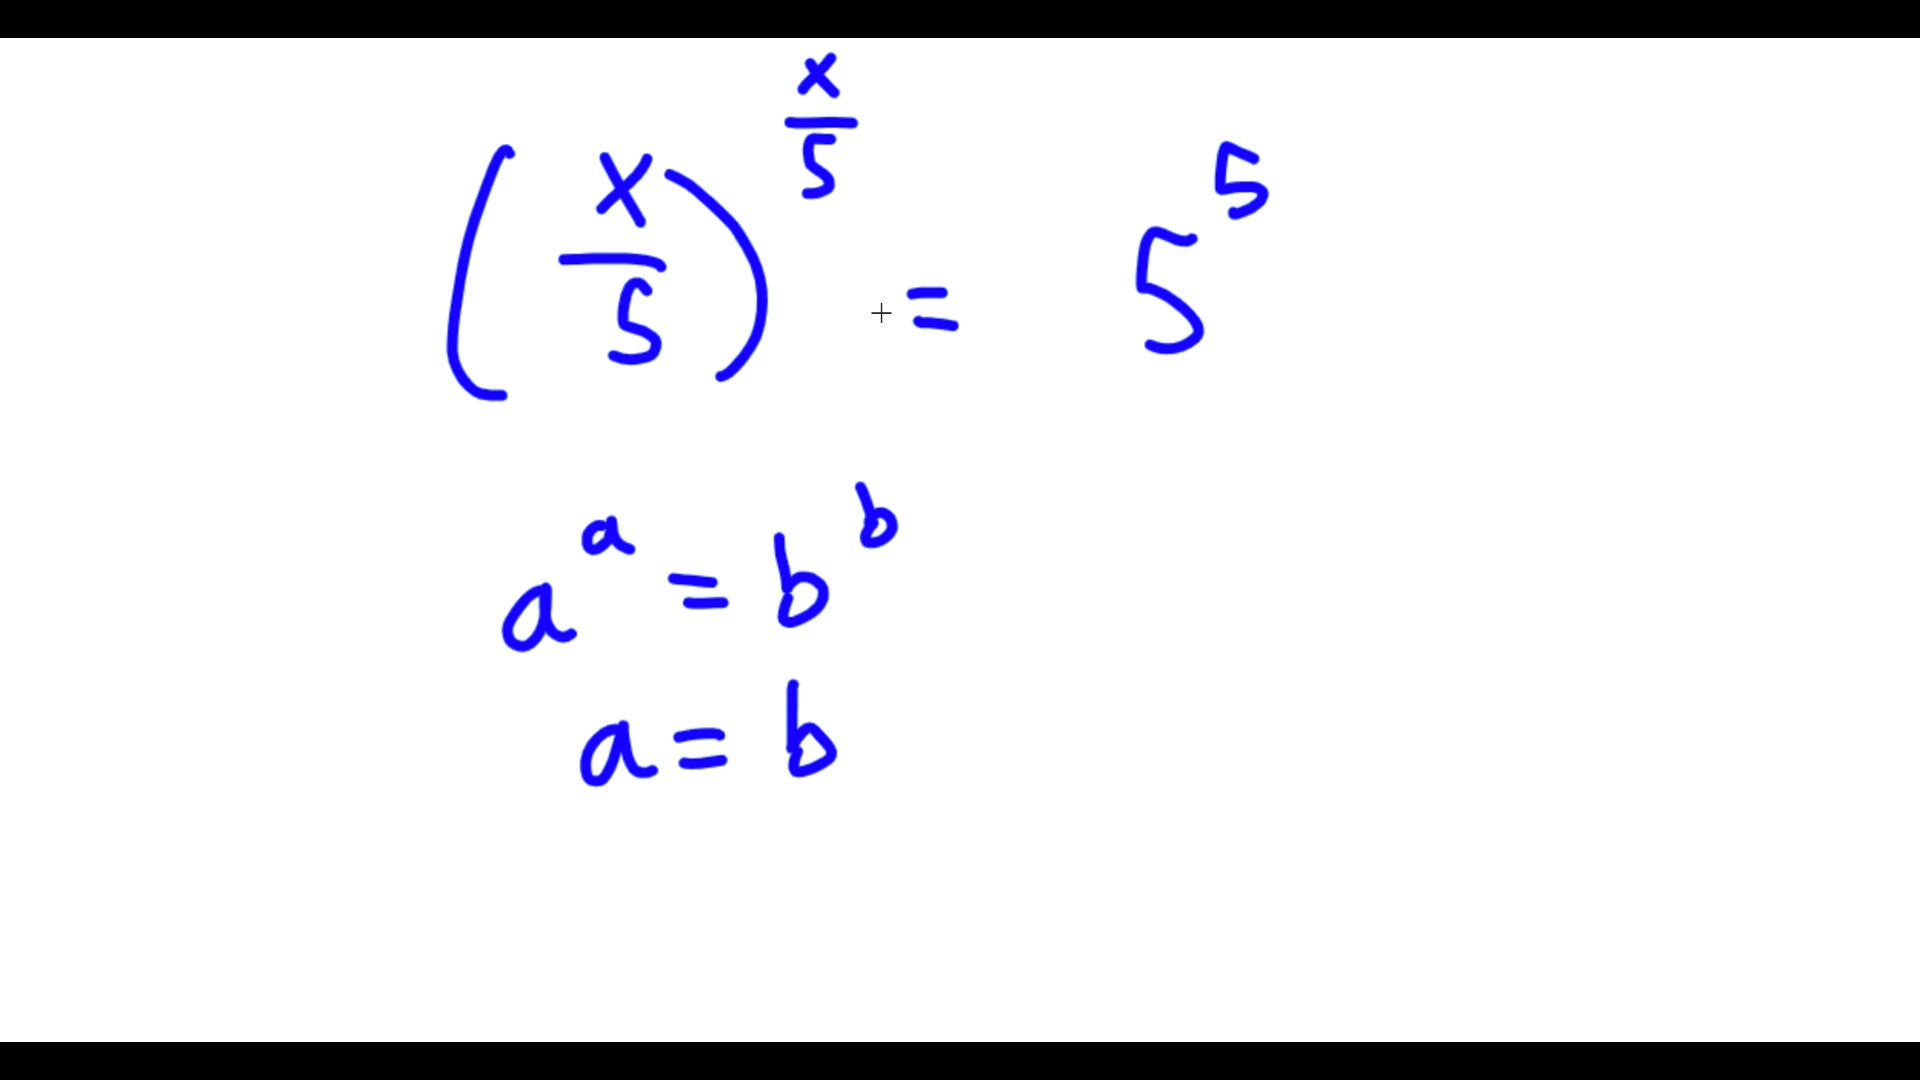 (x/5)^(x/5) = 5^5
a^a = b^b
a = b